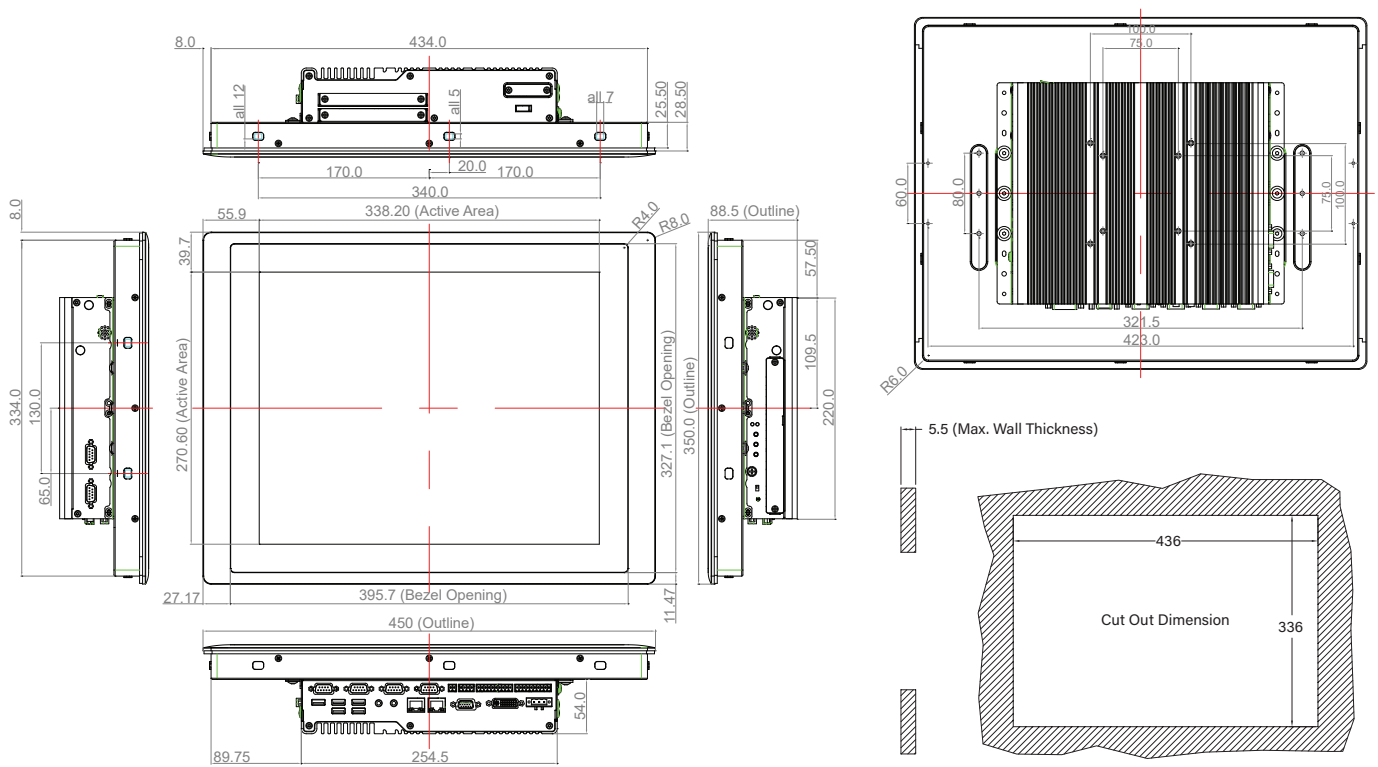 8.0
434.0
all 12
all 5
all 7
25.50
28.50
170.0
20.0
170.0
340.0
100.0
75.0
60.0
80.0
75.0
100.0
321.5
423.0
R6.0
8.0
334.0
130.0
65.0
55.9
338.20 (Active Area)
R4.0
R8.0
39.7
270.60 (Active Area)
327.1 (Bezel Opening)
350.0 (Outline)
27.17
395.7 (Bezel Opening)
11.47
88.5 (Outline)
57.50
109.5
220.0
5.5 (Max. Wall Thickness)
436
Cut Out Dimension
336
450 (Outline)
54.0
89.75
254.5